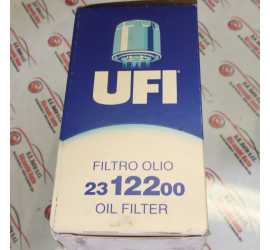 UFI
FILTRO OLIO
23 122 00
OIL FILTER